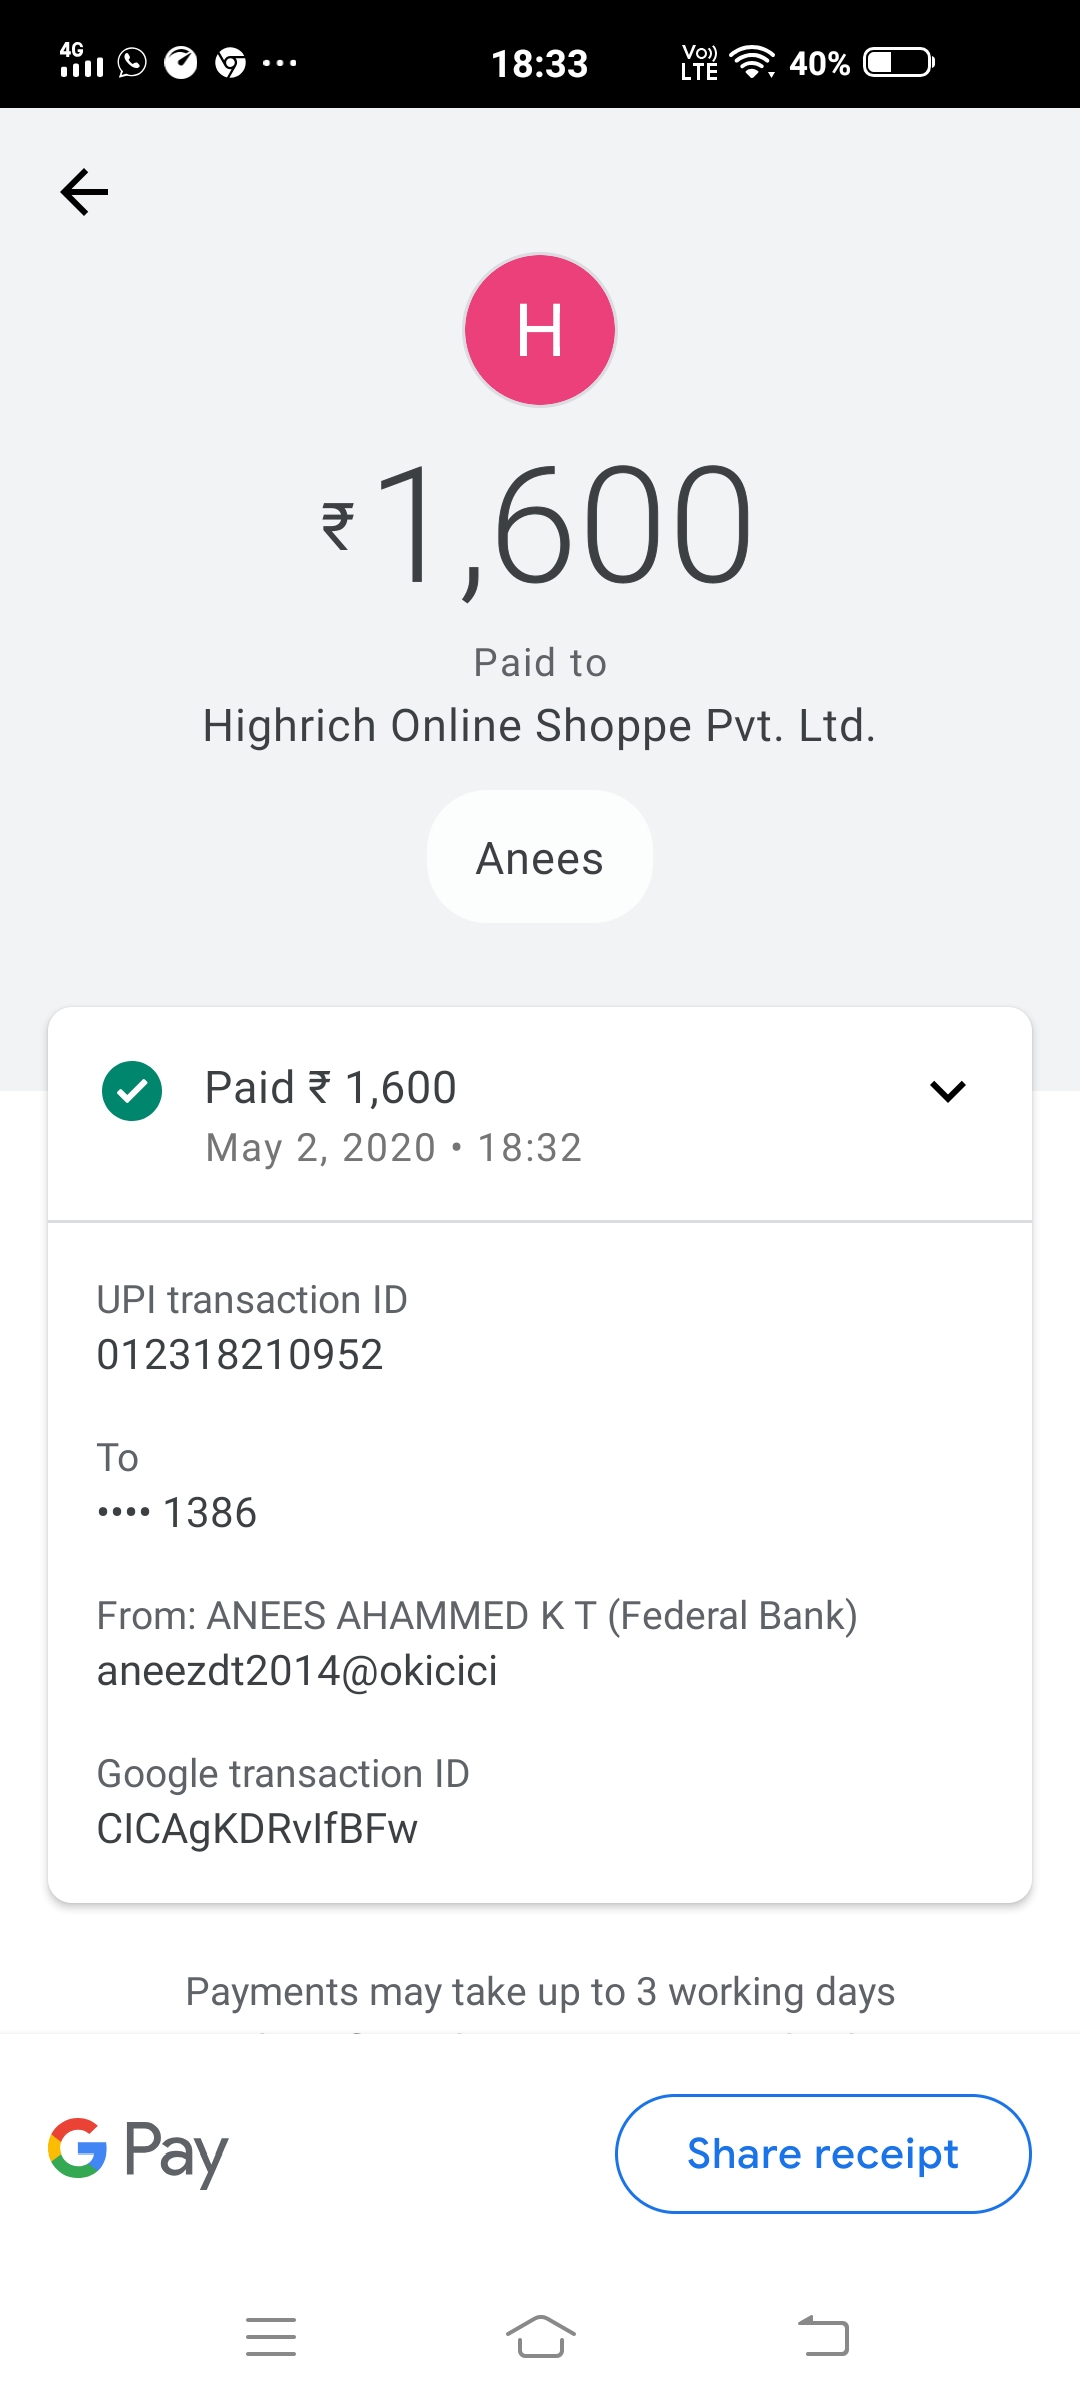 4G
18:33
Vo))
LTE
40%
H
₹1,600
Paid to
Highrich Online Shoppe Pvt. Ltd.
Anees
Paid ₹ 1,600
May 2, 2020 • 18:32
UPI transaction ID
012318210952
To
•••• 1386
From: ANEES AHAMMED K T (Federal Bank)
aneezdt2014@okicici
Google transaction ID
CICAgKDRvIfBFw
Payments may take up to 3 working days
G Pay
Share receipt